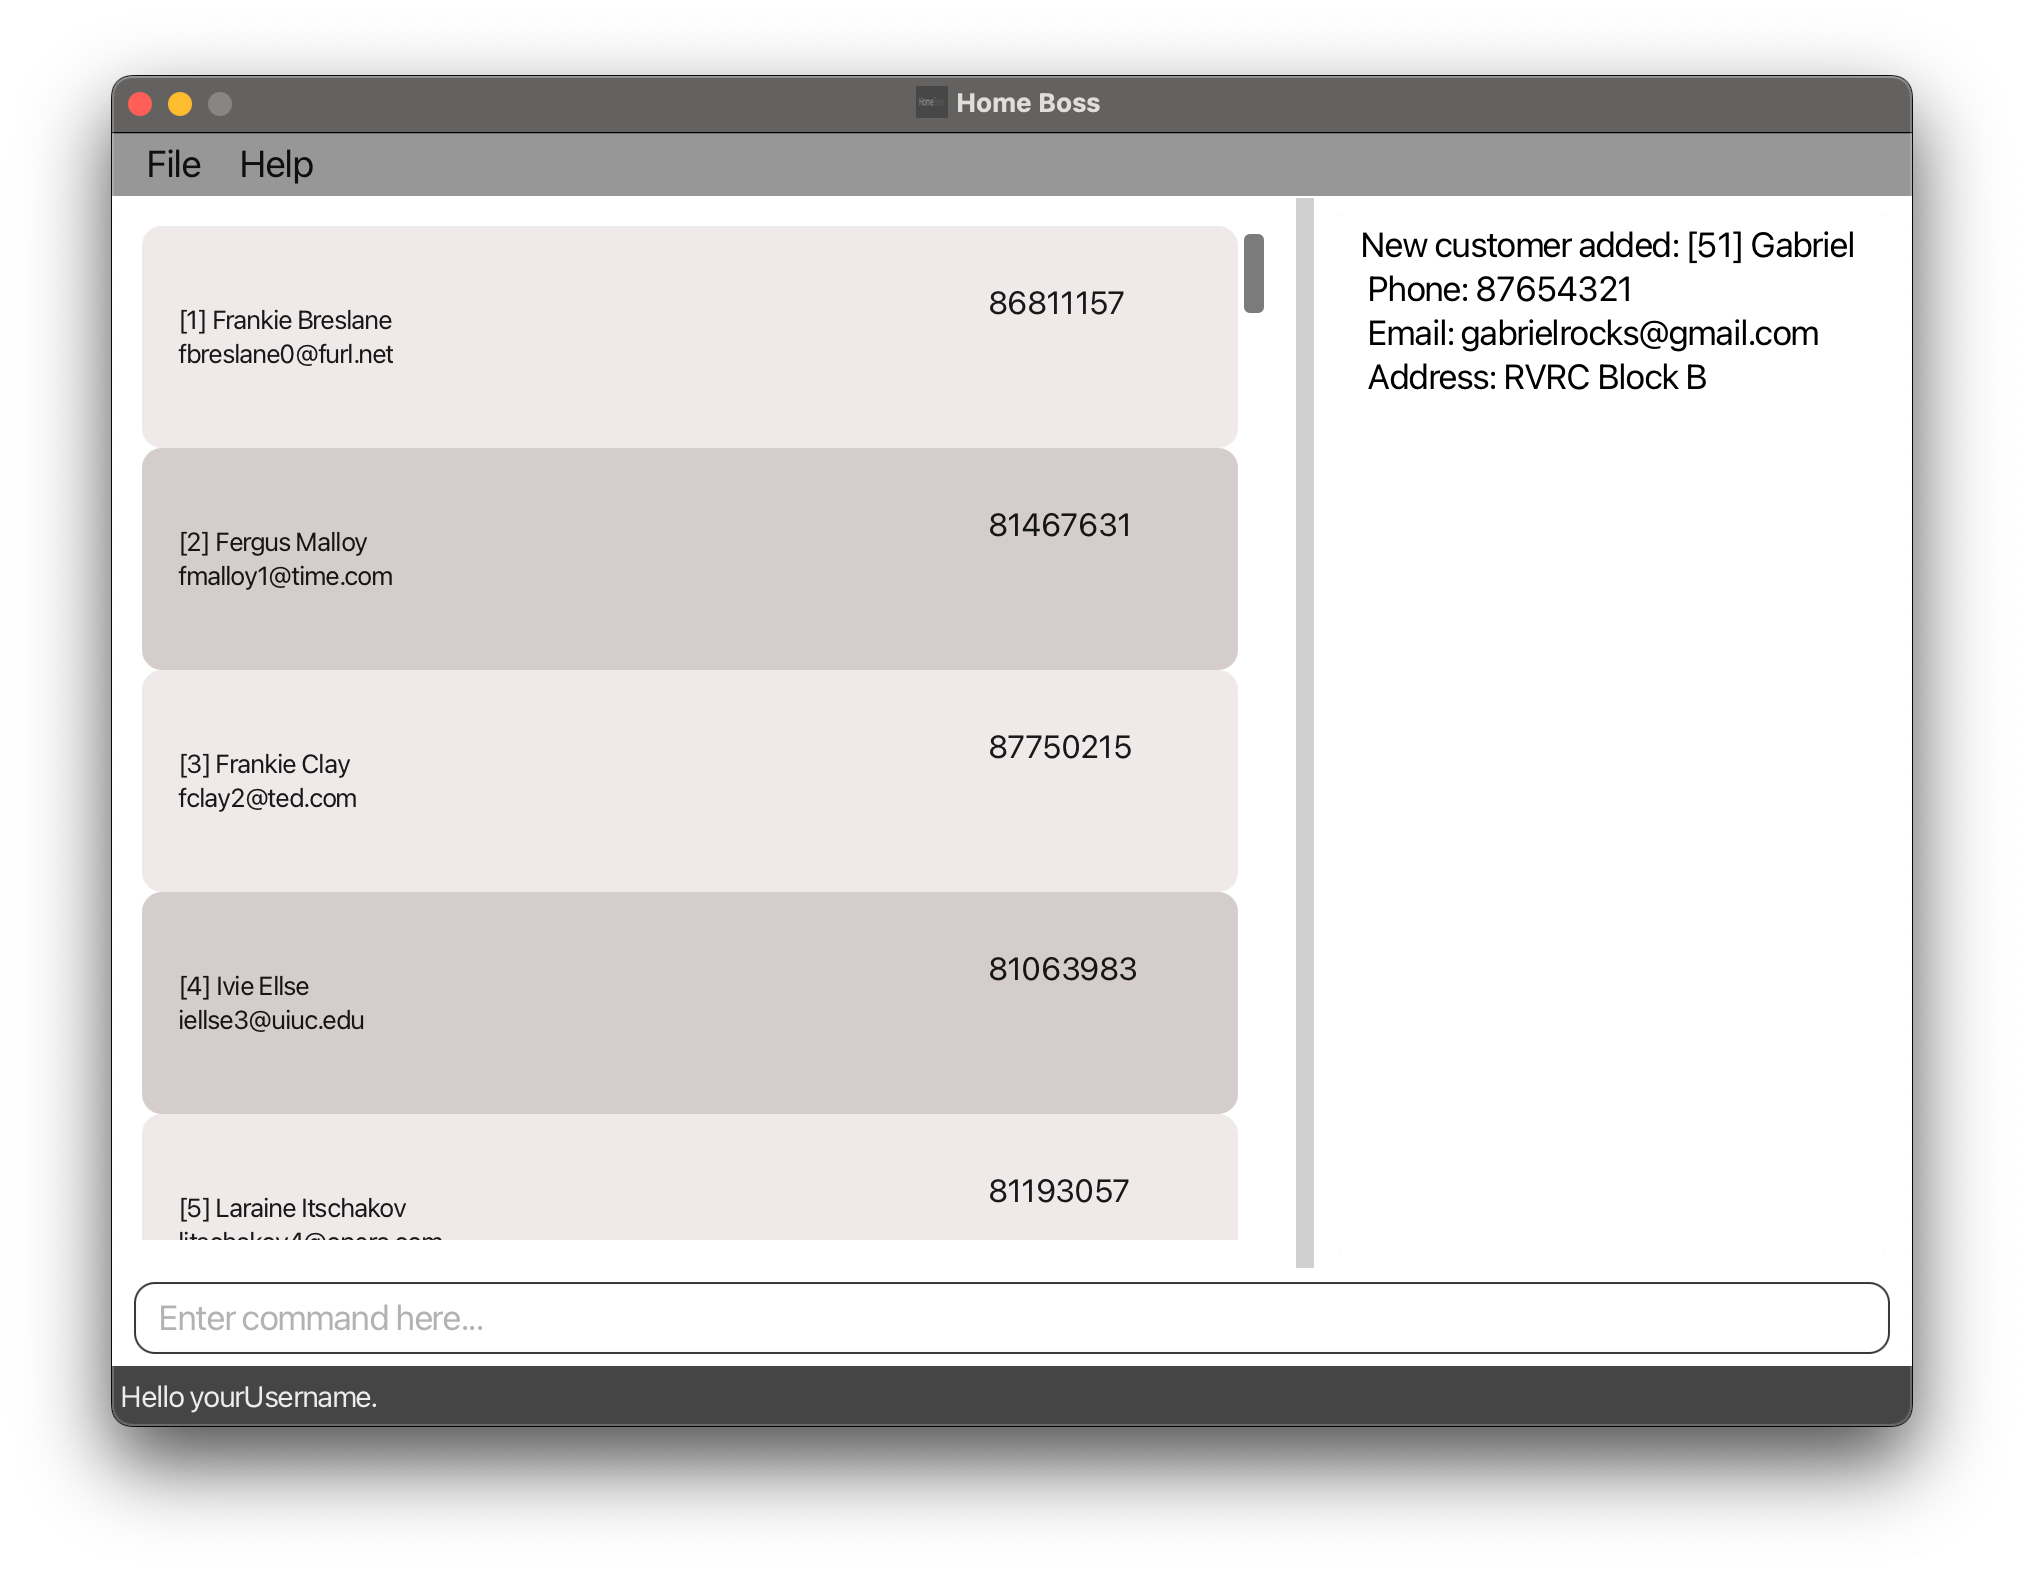 Home Boss
File Help
[1] Frankie Breslane
fbreslane0@furl.net
86811157
[2] Fergus Malloy
fmalloy1@time.com
81467631
[3] Frankie Clay
fclay2@ted.com
87750215
[4] Ivie Ellse
iellse3@uiuc.edu
81063983
[5] Laraine Itschakov
81193057
New customer added: [51] Gabriel
Phone: 87654321
Email: gabrielrocks@gmail.com
Address: RVRC Block B
Enter command here...
Hello yourUsername.